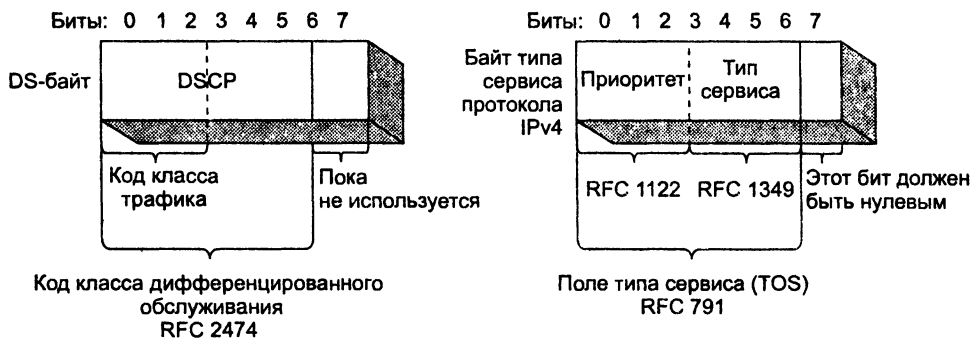 Биты: 0 1 2 3 4 5 6 7
DS-байт
DSCP
Код класса
трафика
Пока
не используется
Код класса дифференцированного
обслуживания
RFC 2474
Биты: 0 1 2 3 4 5 6 7
Байт типа
сервиса
протокола
IPv4
Приоритет
Тип
сервиса
RFC 1122
RFC 1349
Этот бит должен
быть нулевым
Поле типа сервиса (TOS)
RFC 791